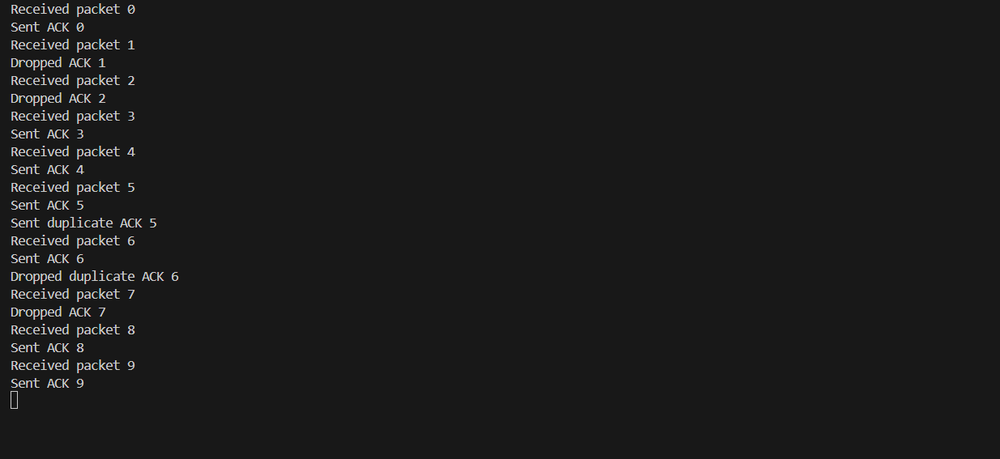 Received packet 0
Sent ACK 0
Received packet 1
Dropped ACK 1
Received packet 2
Dropped ACK 2
Received packet 3
Sent ACK 3
Received packet 4
Sent ACK 4
Received packet 5
Sent ACK 5
Sent duplicate ACK 5
Received packet 6
Sent ACK 6
Dropped duplicate ACK 6
Received packet 7
Dropped ACK 7
Received packet 8
Sent ACK 8
Received packet 9
Sent ACK 9